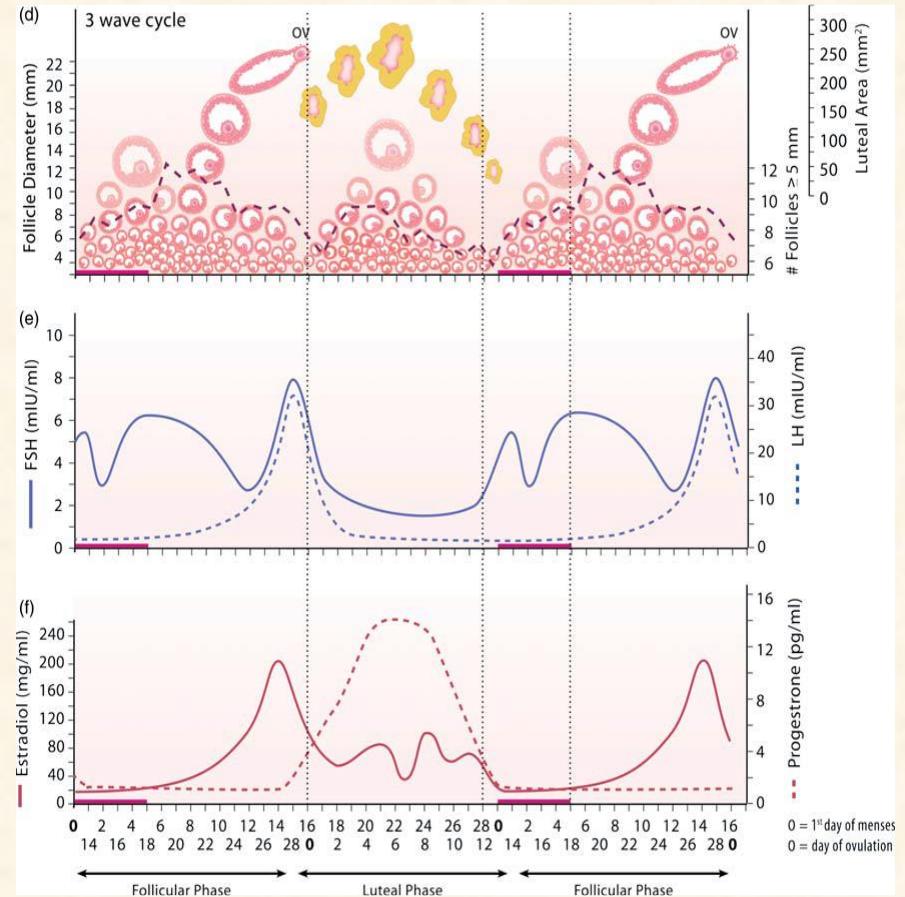 (d)
3 wave cycle
OV
OV
Follicle Diameter (mm)
22
20
18
16
14
12
10
8
6
4
12
10
8
6
# Follicles ≥ 5 mm
300
250
200
150
100
50
0
Luteal Area (mm²)
(e)
FSH (mIU/ml)
10
8
6
4
2
0
40
30
20
10
0
LH (mIU/ml)
(f)
Estradiol (mg/ml)
240
200
160
120
80
40
0
16
12
8
4
0
Progestrone (pg/ml)
0 2 4 6 8 10 12 14 16 18 20 22 24 26 28 0 2 4 6 8 10 12 14 16
14 16 18 20 22 24 26 28 0 2 4 6 8 10 12 14 16 18 20 22 24 26 28 0
0 = 1st day of menses
0 = day of ovulation
Follicular Phase
Luteal Phase
Follicular Phase